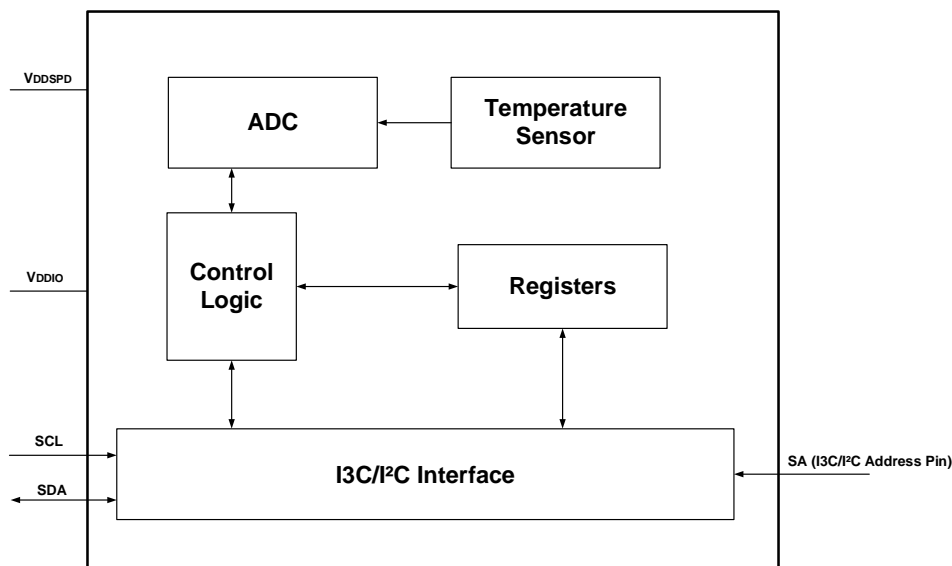 VDDSPD
ADC
Temperature
Sensor
Control
Logic
Registers
VDDIO
SCL
I3C/I²C Interface
SA (I3C/I²C Address Pin)
SDA